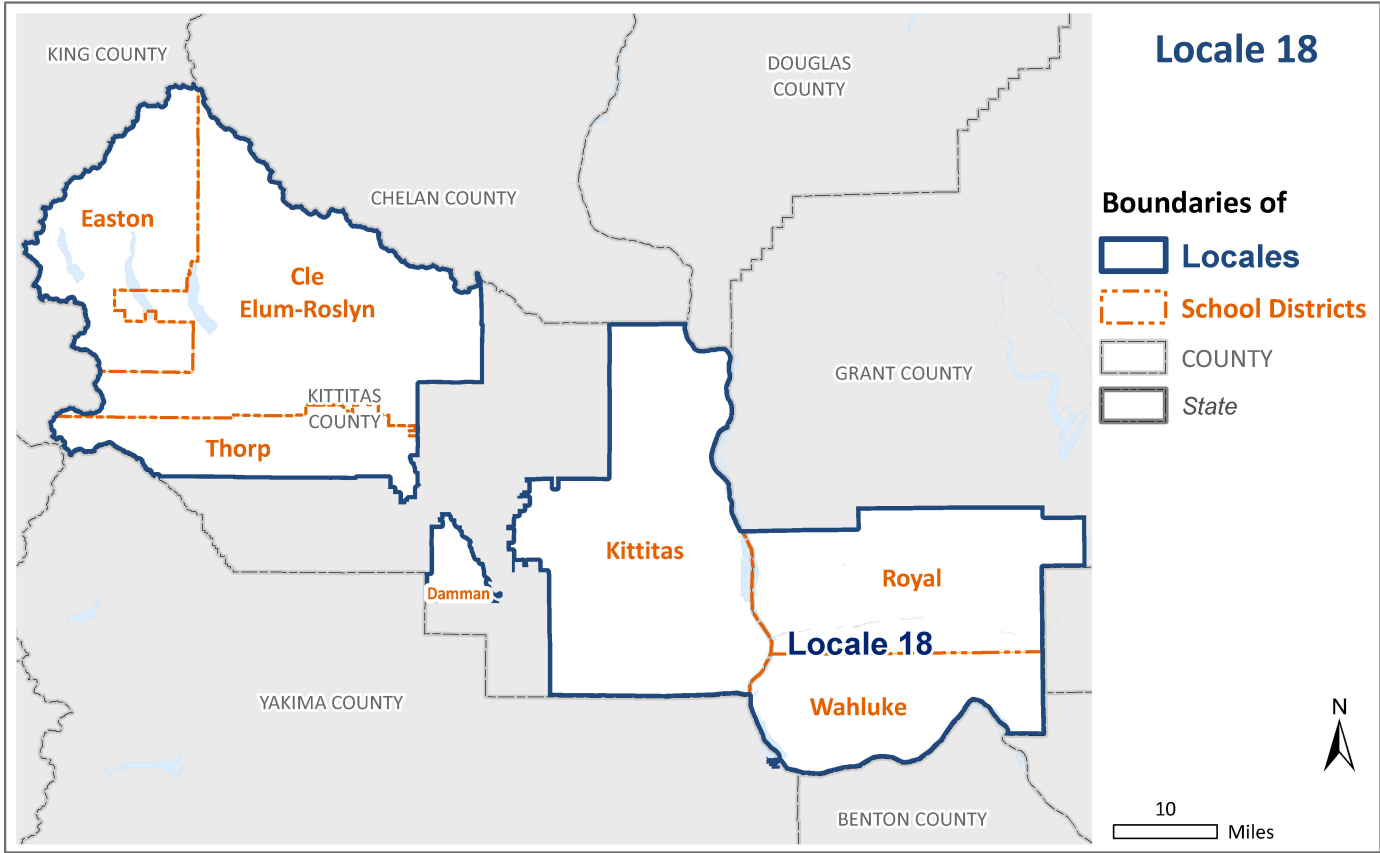 KING COUNTY
DOUGLAS
COUNTY
CHELAN COUNTY
Easton
Cle
Elum-Roslyn
GRANT COUNTY
KITTITAS
COUNTY
Thorp
Kittitas
Royal
Damman
Locale 18
YAKIMA COUNTY
Wahluke
BENTON COUNTY
Locale 18
Boundaries of
Locales
School Districts
COUNTY
State
N
10
Miles